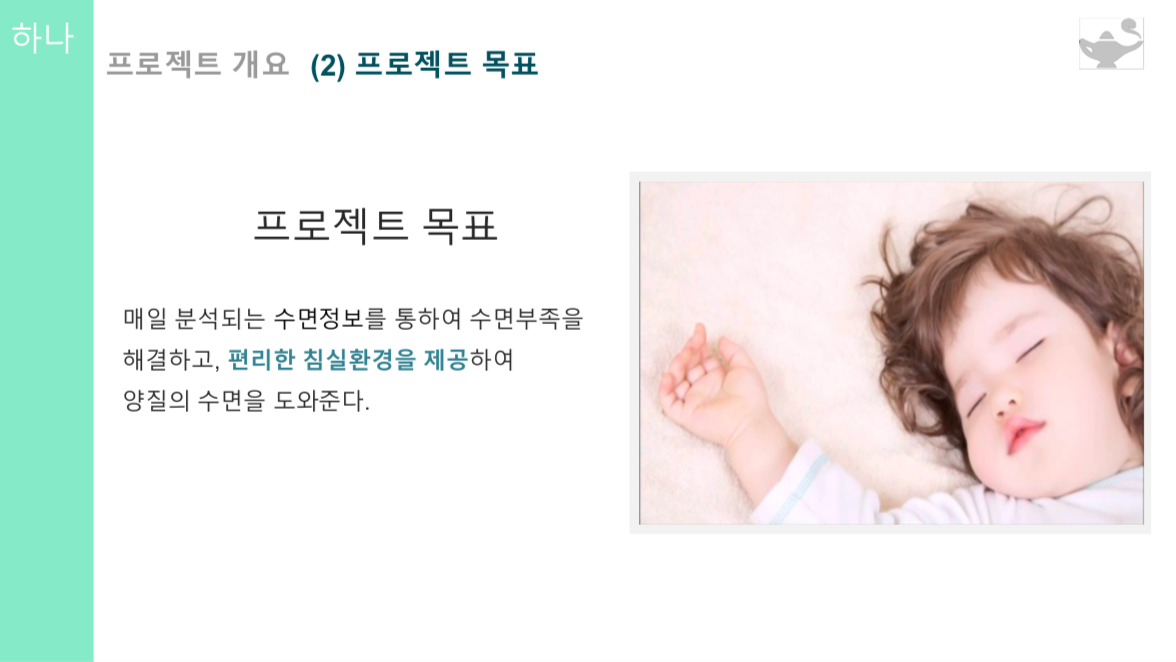 하나
프로젝트 개요 (2) 프로젝트 목표
프로젝트 목표
매일 분석되는 수면정보를 통하여 수면부족을
해결하고, 편리한 침실환경을 제공하여
양질의 수면을 도와준다.